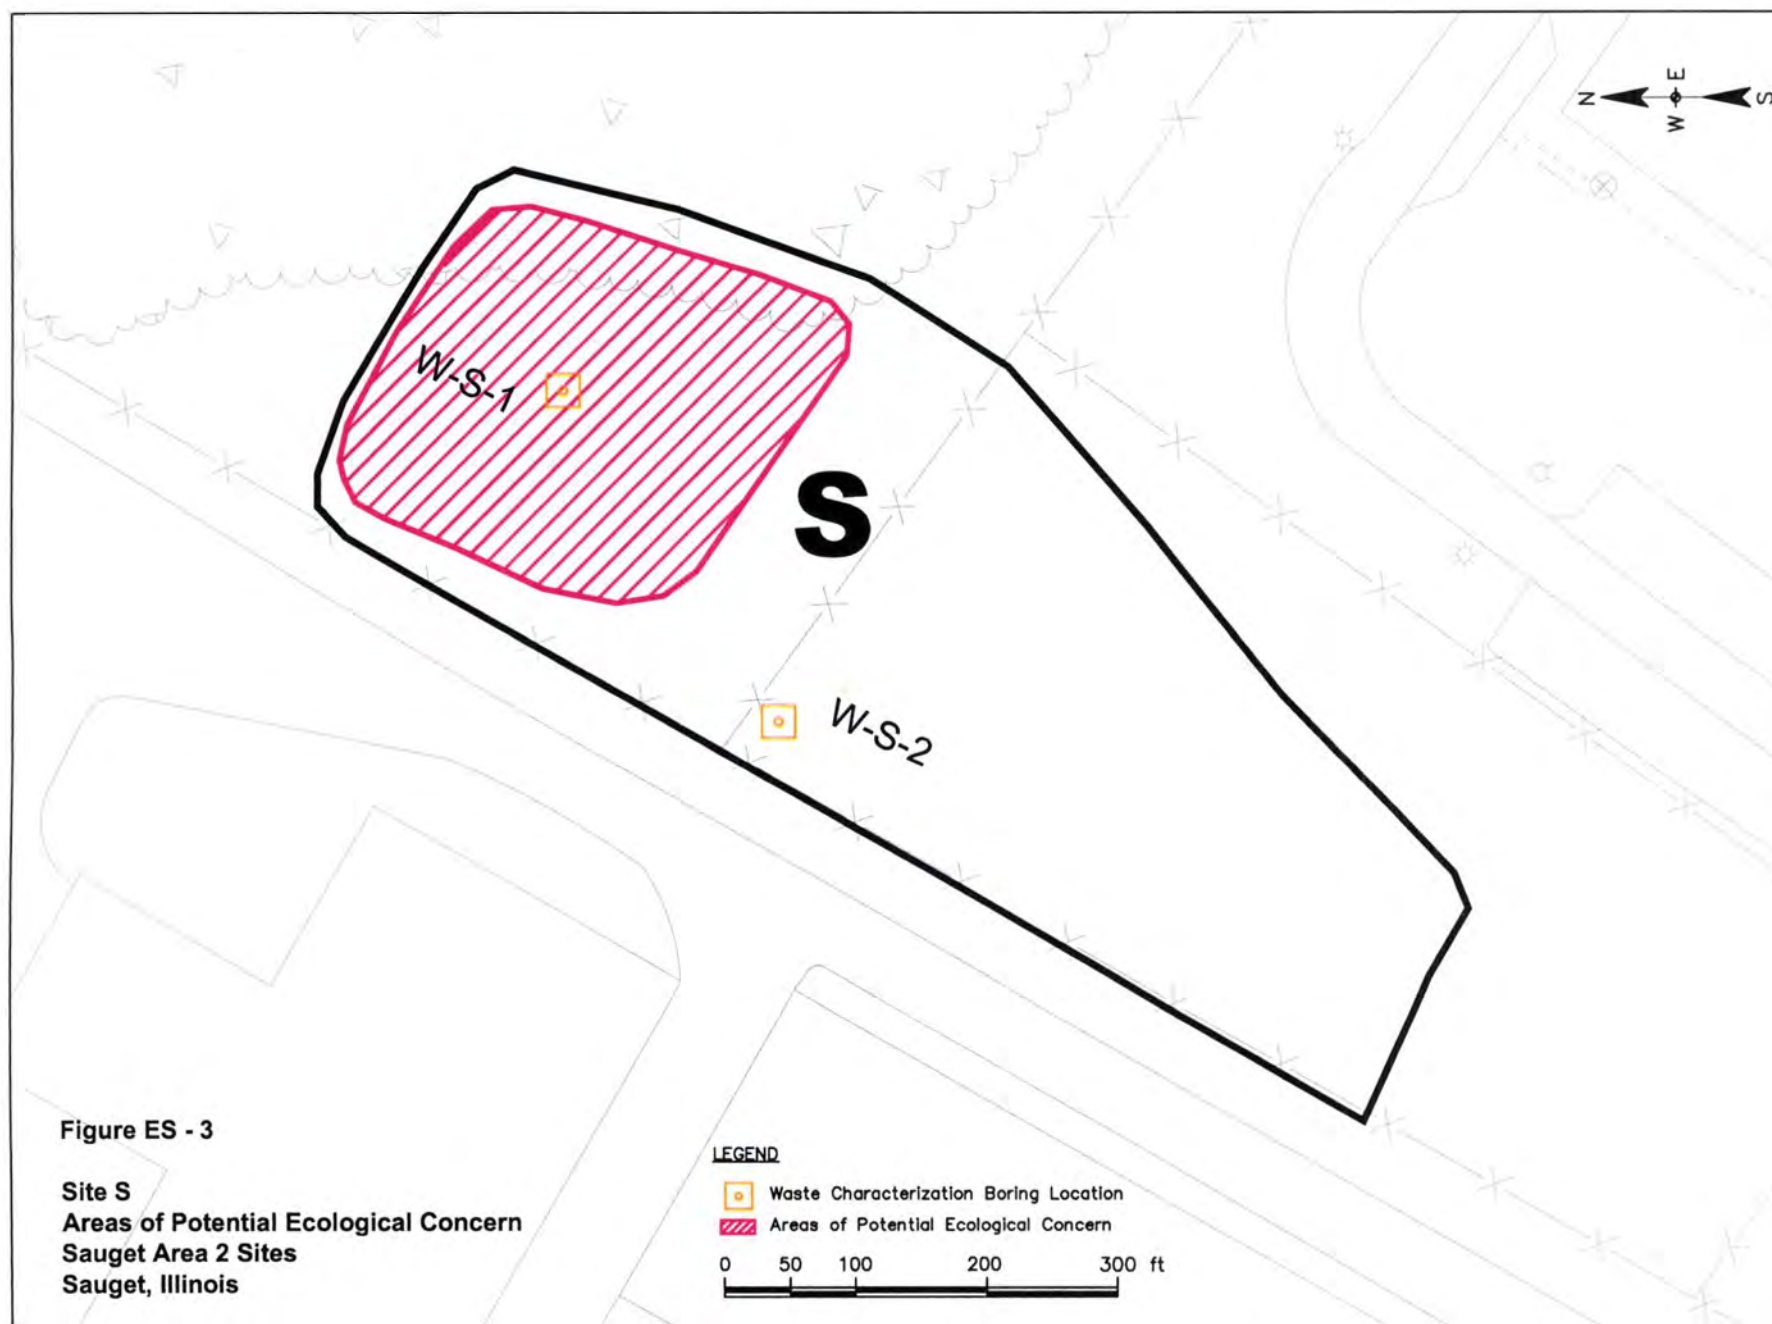 N
E
W
S
W-S-1
S
W-S-2
Figure ES - 3
Site S
Areas of Potential Ecological Concern
Sauget Area 2 Sites
Sauget, Illinois
LEGEND
Waste Characterization Boring Location
Areas of Potential Ecological Concern
0 50 100 200 300 ft